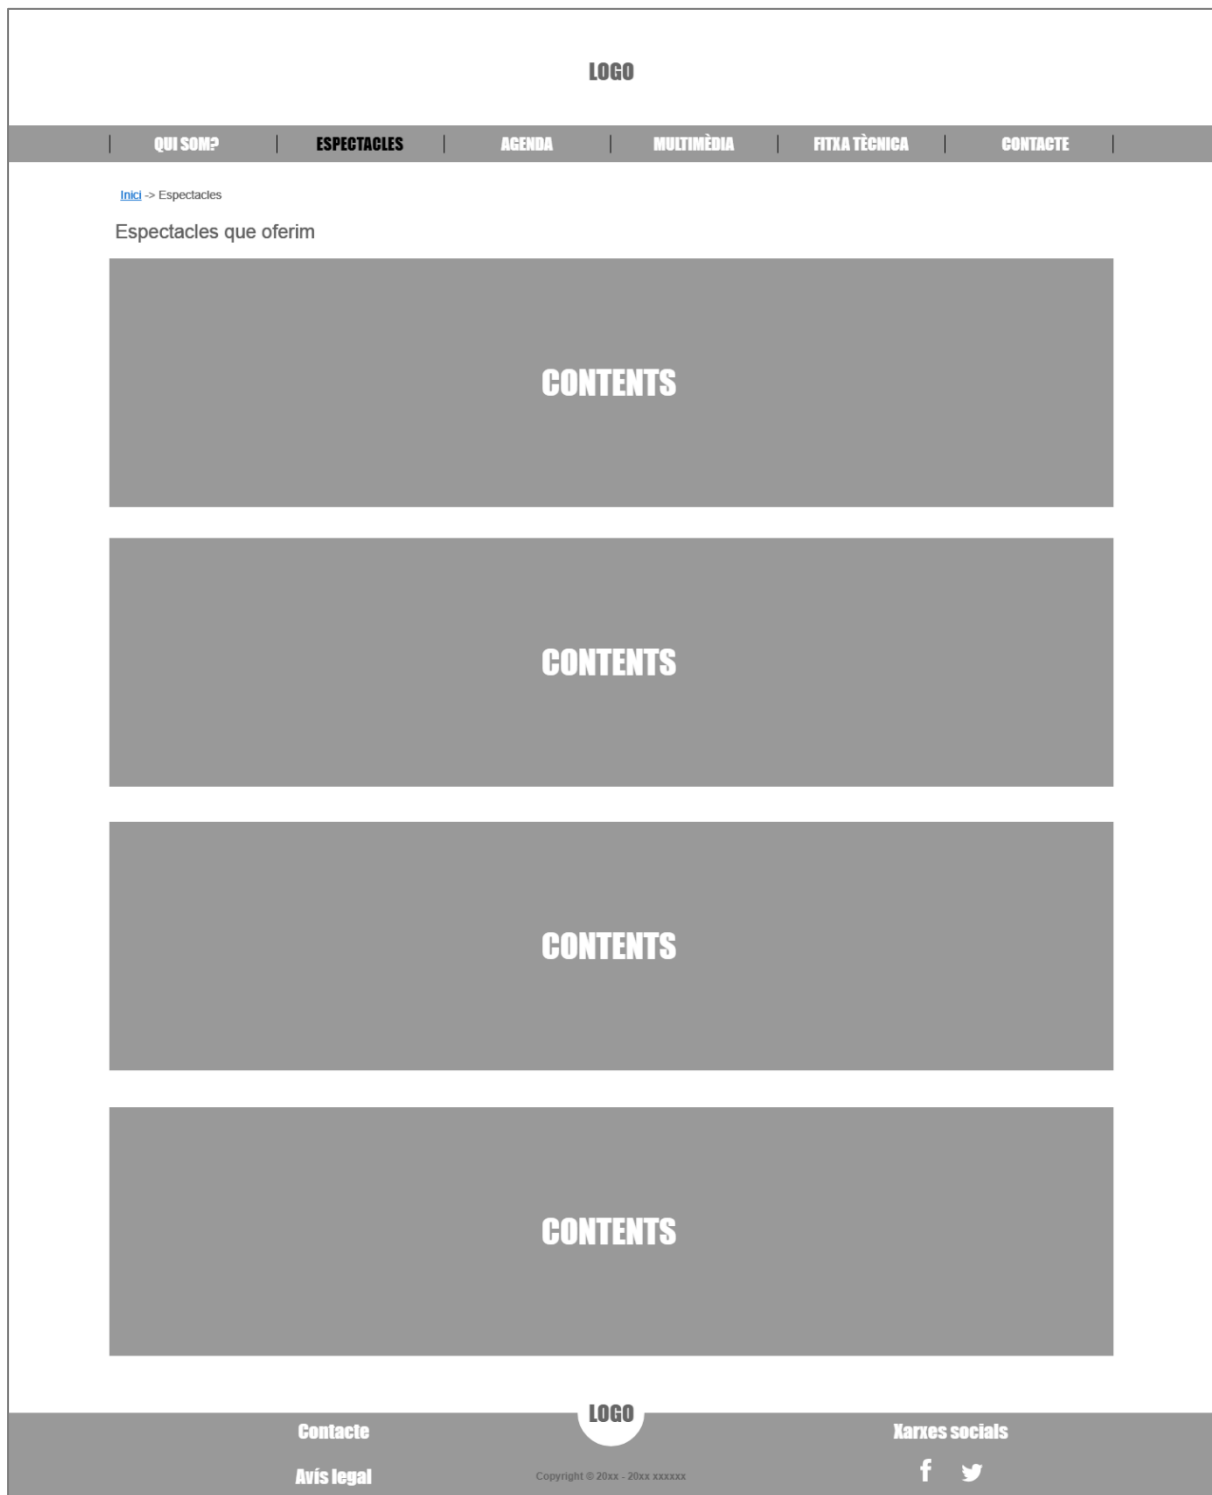 LOGO
QUI SOM? ESPECTACLES AGENDA MULTIMÈDIA FITXA TÈCNICA CONTACTE
Inici -> Espectacles
Espectacles que oferim
CONTENTS
CONTENTS
CONTENTS
CONTENTS
LOGO
Contacte Xarxes socials
Avís legal Copyright © 20xx - 20xx xxxxxx